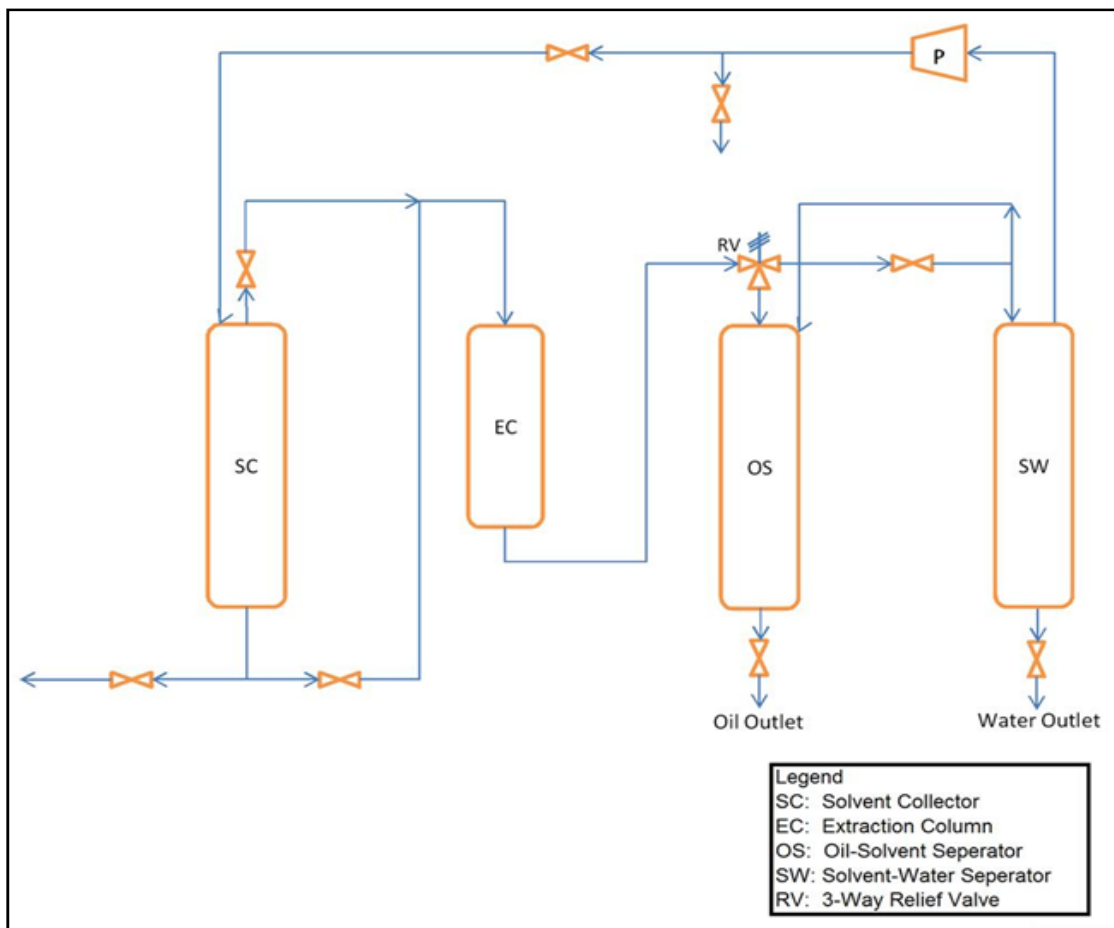 P
RV
EC
SC
OS
SW
Oil Outlet
Water Outlet
Legend
SC: Solvent Collector
EC: Extraction Column
OS: Oil-Solvent Seperator
SW: Solvent-Water Seperator
RV: 3-Way Relief Valve